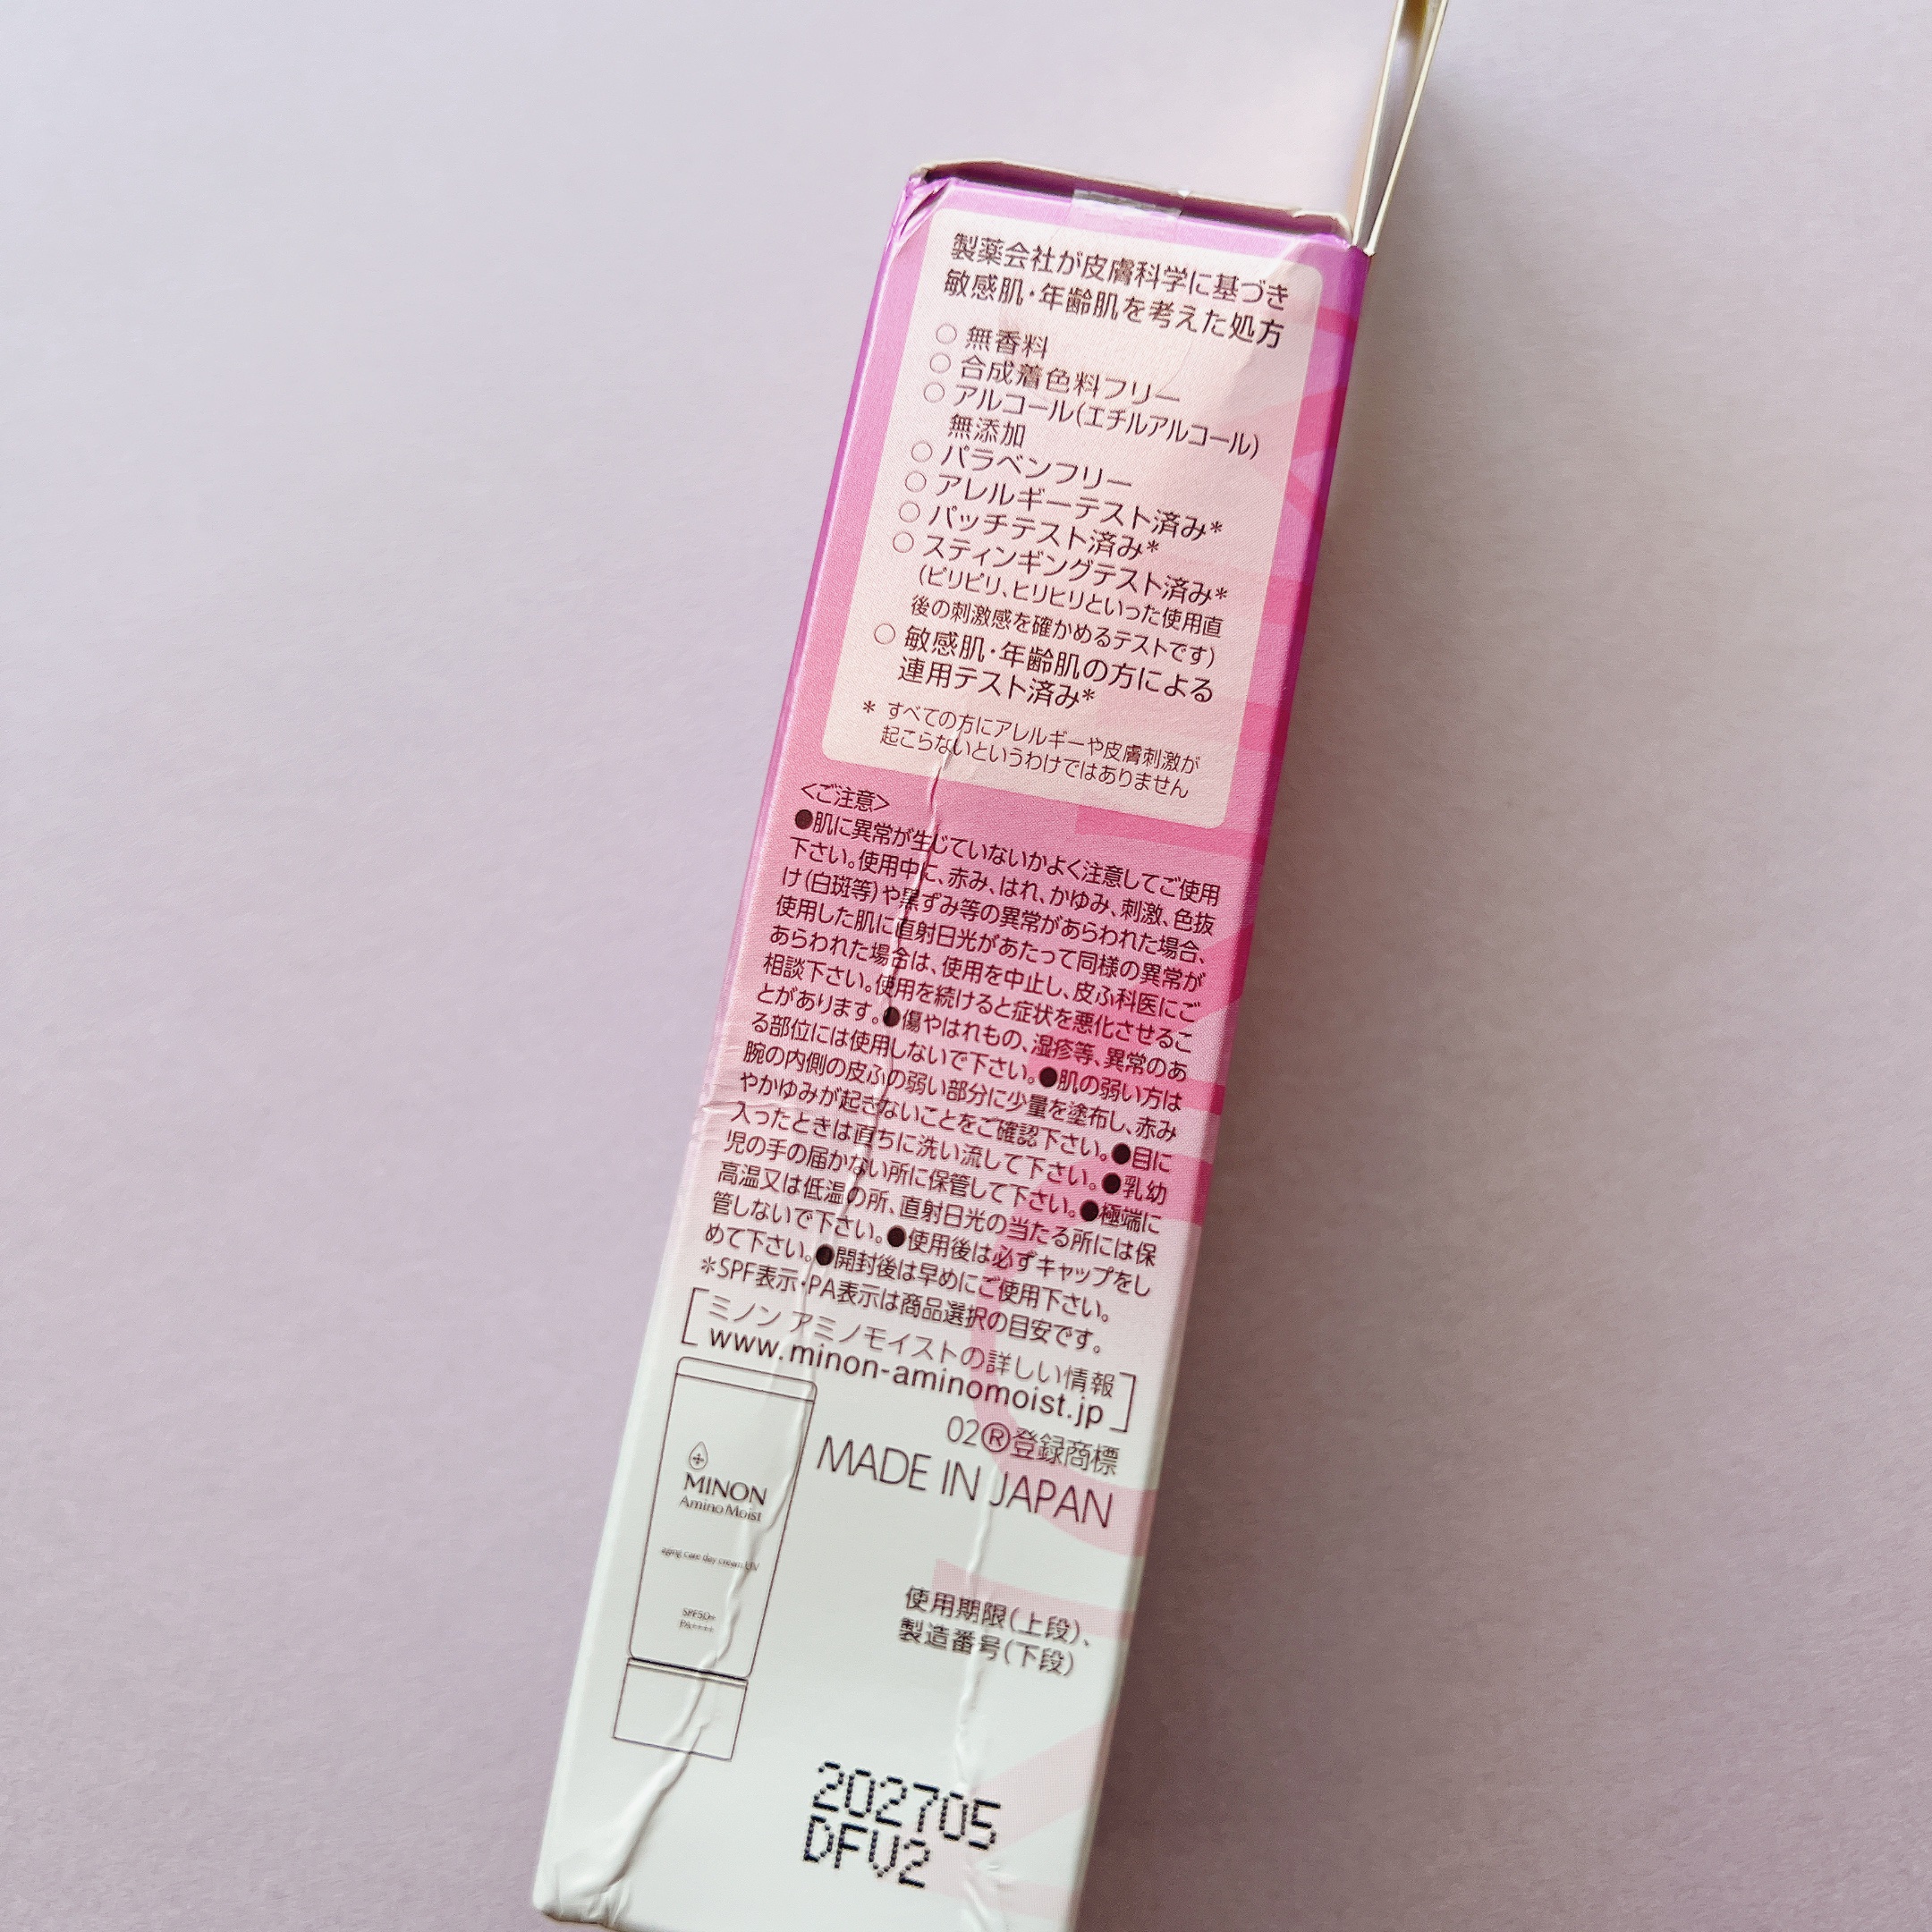 製薬会社が皮膚科学に基づき
敏感肌・年齢肌を考えた処方
○ 無香料
○ 合成着色料フリー
○ アルコール(エチルアルコール)
無添加
○ パラベンフリー
○ アレルギーテスト済み*
○ パッチテスト済み*
○ スティンギングテスト済み*
(ピリピリ、ヒリヒリといった使用直
後の刺激感を確かめるテストです)
○ 敏感肌・年齢肌の方による
連用テスト済み*
* すべての方にアレルギーや皮膚刺激が
起こらないというわけではありません
<ご注意>
●肌に異常が生じていないかよく注意してご使用
下さい。使用中に、赤み、はれ、かゆみ、刺激、色抜
け(白斑等)や黒ずみ等の異常があらわれた場合、
使用した肌に直射日光があたって同様の異常が
あらわれた場合は、使用を中止し、皮ふ科医にご
相談下さい。使用を続けると症状を悪化させるこ
とがあります。●傷やはれもの、湿疹等、異常のあ
る部位には使用しないで下さい。●肌の弱い方は
腕の内側の皮ふの弱い部分に少量を塗布し、赤み
やかゆみが起きないことをご確認下さい。●目に
入ったときは直ちに洗い流して下さい。●乳幼
児の手の届かない所に保管して下さい。●極端に
高温又は低温の所、直射日光の当たる所には保
管しないで下さい。●使用後は必ずキャップをし
めて下さい。●開封後は早めにご使用下さい。
*SPF表示・PA表示は商品選択の目安です。
ミノン アミノモイストの詳しい情報
www.minon-aminomoist.jp
02®登録商標
MADE IN JAPAN
MINON
Amino Moist
aging care day cream UV
SPF50+
PA++++
使用期限(上段)、
製造番号(下段)
202705
DFV2